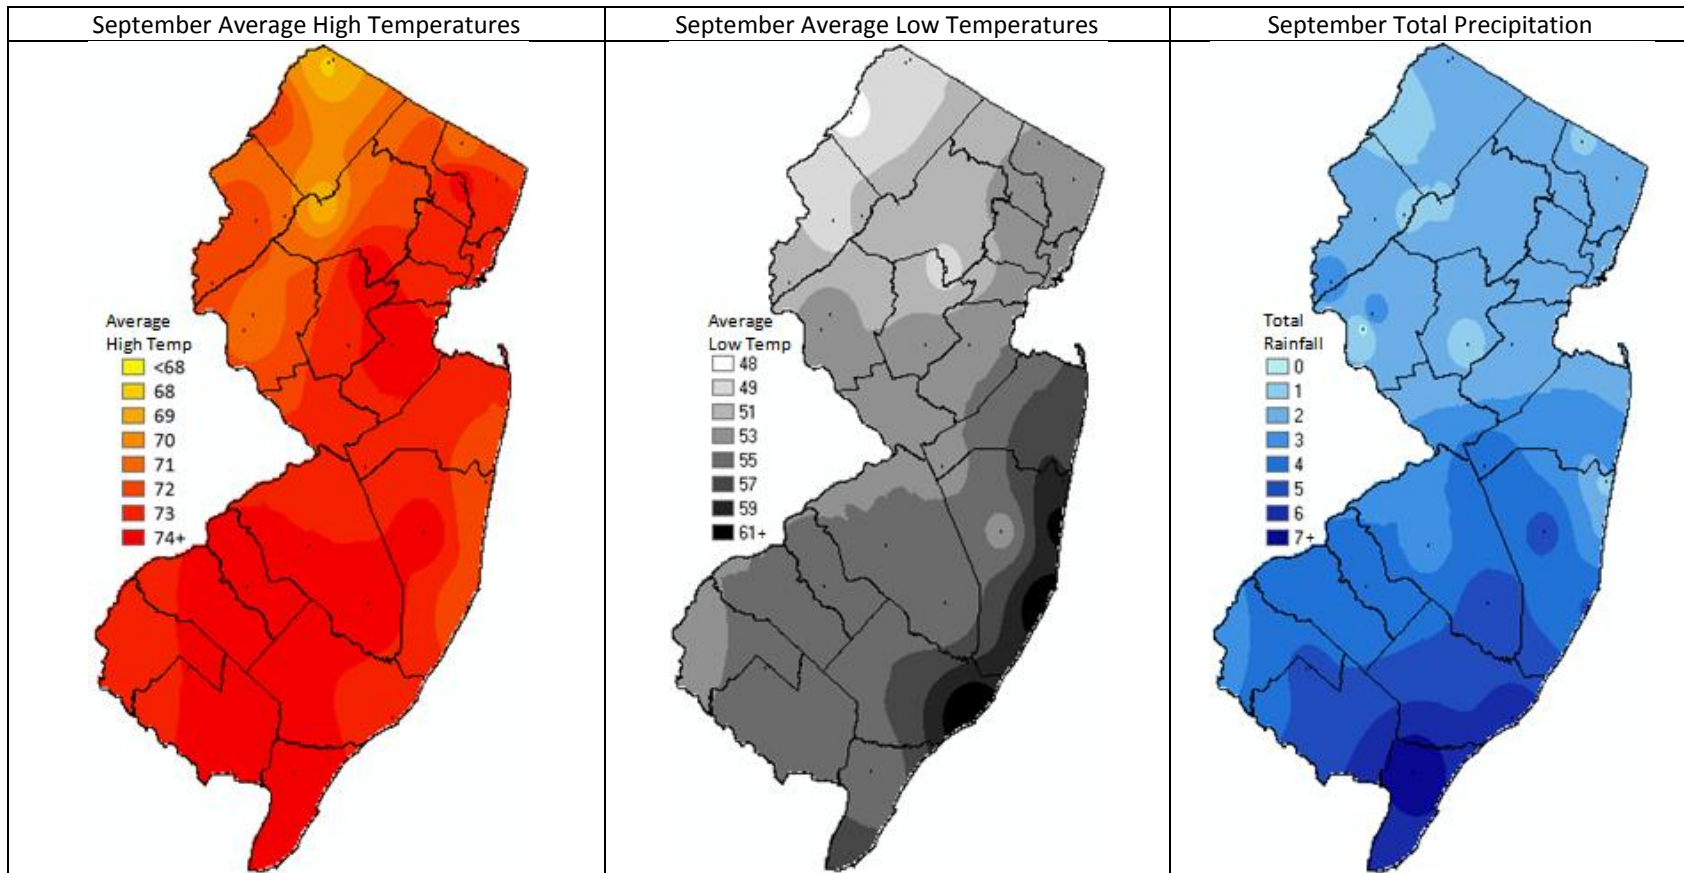 September Average High Temperatures
September Average Low Temperatures
September Total Precipitation
Average
High Temp
<68
68
69
70
71
72
73
74+
Average
Low Temp
48
49
51
53
55
57
59
61+
Total
Rainfall
0
1
2
3
4
5
6
7+